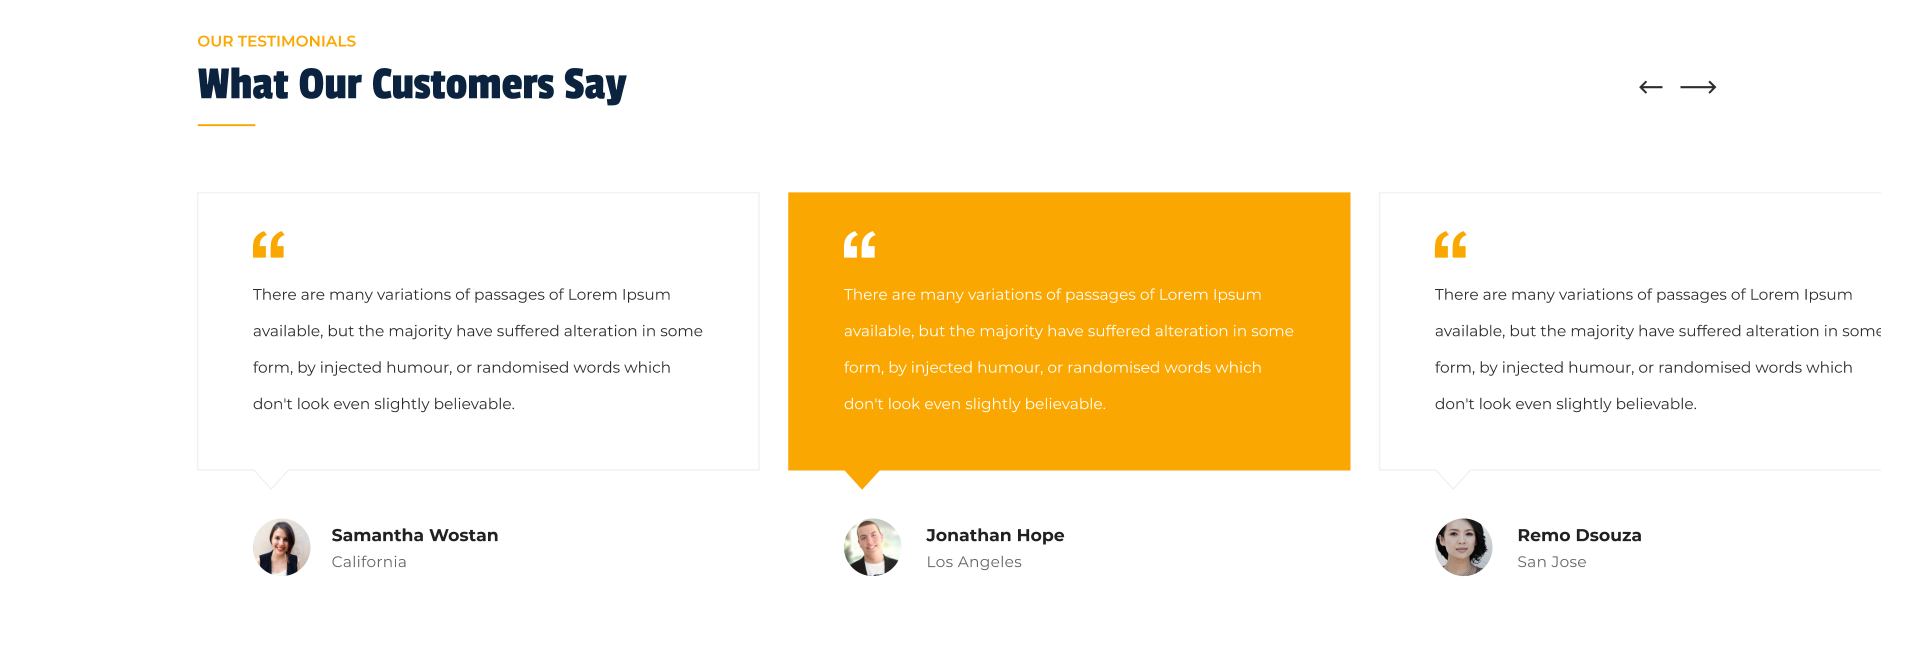 OUR TESTIMONIALS
What Our Customers Say
There are many variations of passages of Lorem Ipsum
available, but the majority have suffered alteration in some
form, by injected humour, or randomised words which
don't look even slightly believable.
Samantha Wostan
California
There are many variations of passages of Lorem Ipsum
available, but the majority have suffered alteration in some
form, by injected humour, or randomised words which
don't look even slightly believable.
Jonathan Hope
Los Angeles
There are many variations of passages of Lorem Ipsum
available, but the majority have suffered alteration in some
form, by injected humour, or randomised words which
don't look even slightly believable.
Remo Dsouza
San Jose